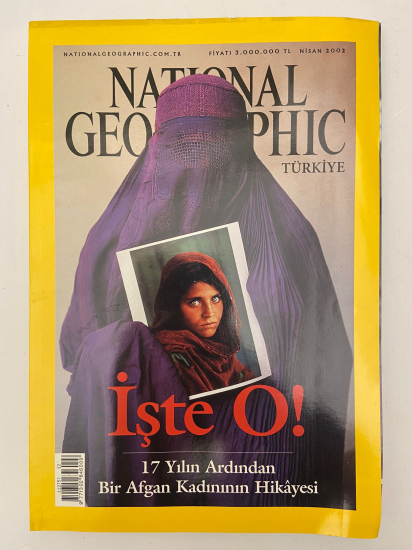 NATIONALGEOGRAPHIC.COM.TR FİYATI 3.000.000 TL NİSAN 2002
NATIONAL
GEOGRAPHIC
TÜRKİYE
İşte O!
17 Yılın Ardından
Bir Afgan Kadınının Hikâyesi